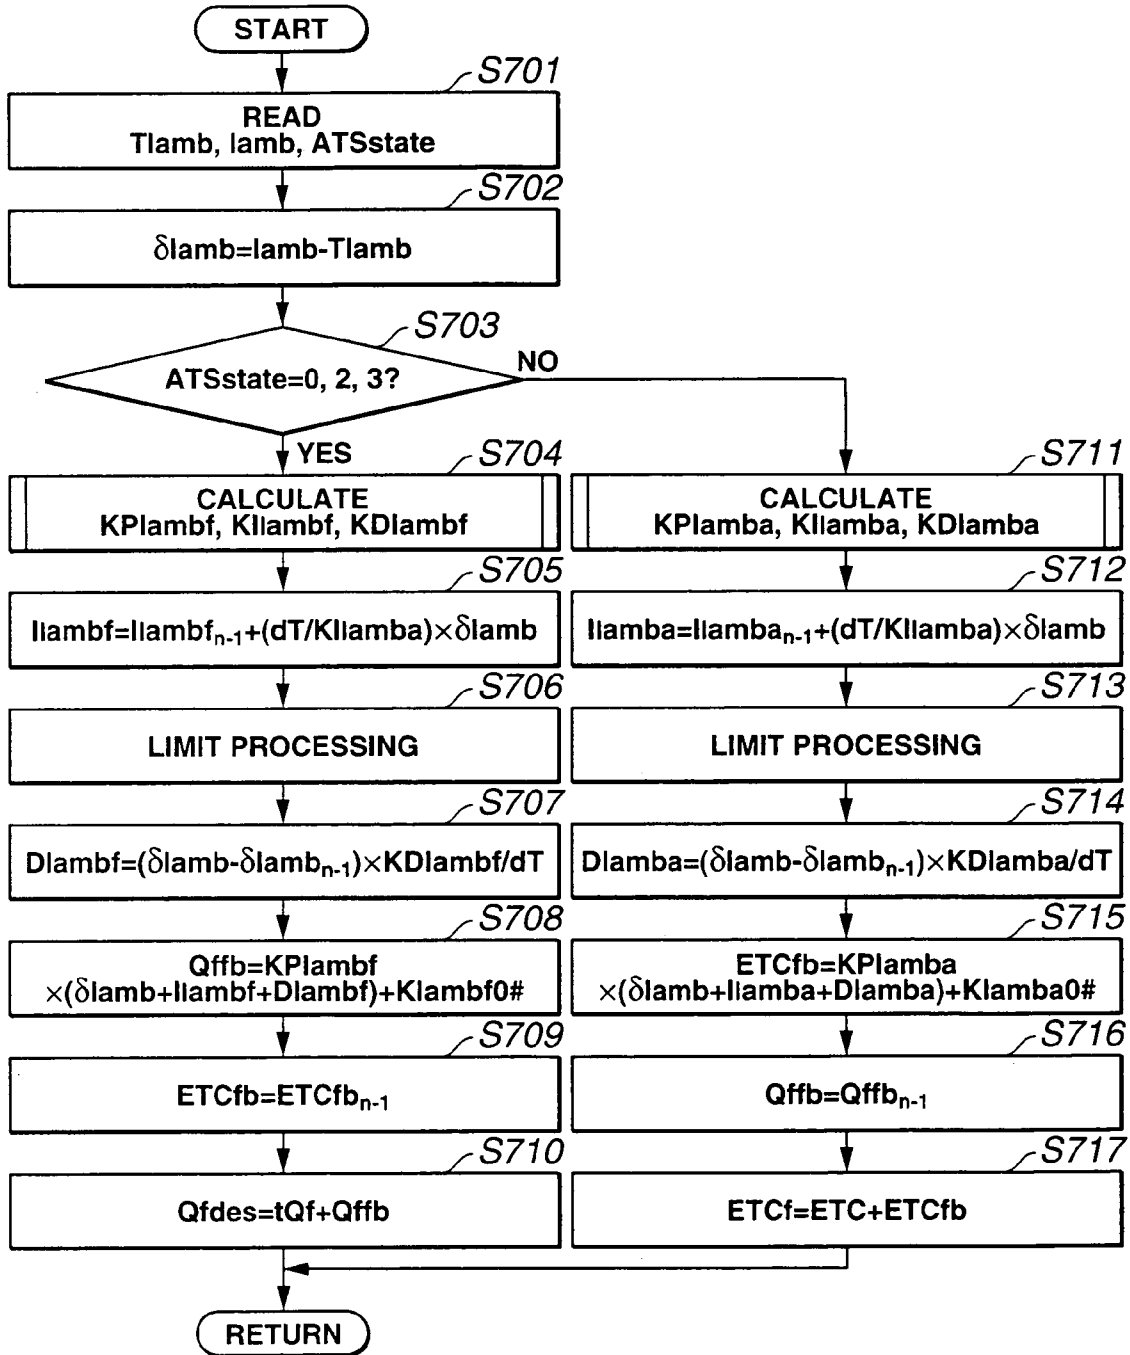 START
S701
READ
Tlamb, lamb, ATSstate
S702
δlamb=lamb-Tlamb
S703
ATSstate=0, 2, 3?
NO
YES
S704
CALCULATE
KPlambf, KIlambf, KDlambf
S705
Ilambf=Ilambfn-1+(dT/KIlamba)×δlamb
S706
LIMIT PROCESSING
S707
Dlambf=(δlamb-δlambn-1)×KDlambf/dT
S708
Qffb=KPlambf
×(δlamb+Ilambf+Dlambf)+Klambf0#
S709
ETCfb=ETCfbn-1
S710
Qfdes=tQf+Qffb
S711
CALCULATE
KPlamba, KIlamba, KDlamba
S712
Ilamba=Ilamban-1+(dT/KIlamba)×δlamb
S713
LIMIT PROCESSING
S714
Dlamba=(δlamb-δlambn-1)×KDlamba/dT
S715
ETCfb=KPlamba
×(δlamb+Ilamba+Dlamba)+Klamba0#
S716
Qffb=Qffbn-1
S717
ETCf=ETC+ETCfb
RETURN